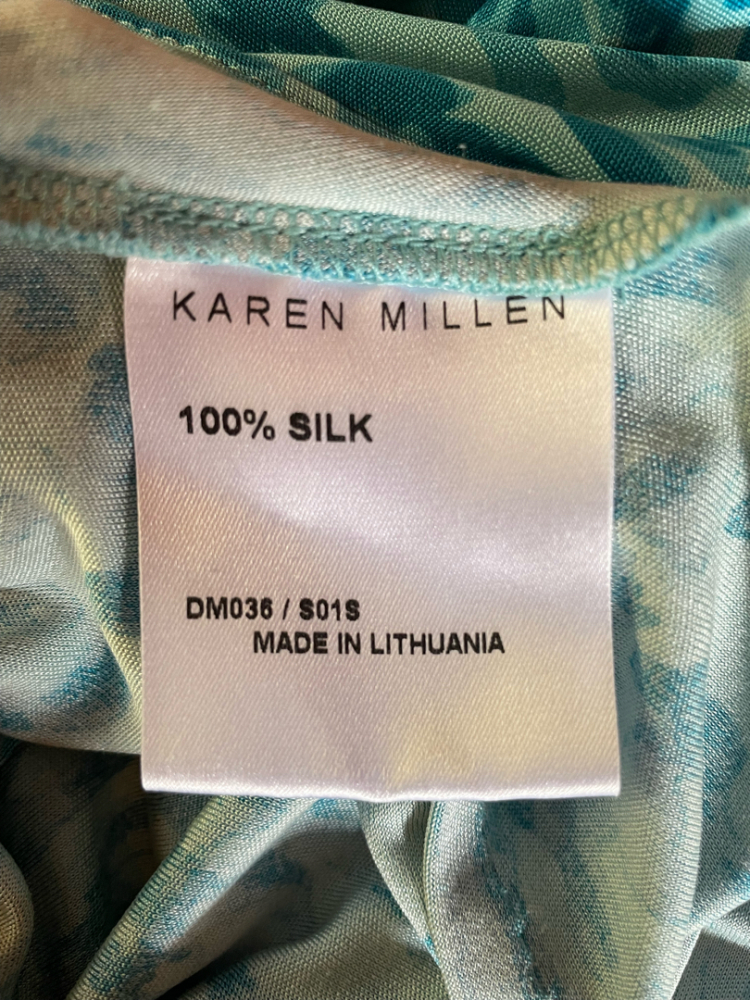 KAREN MILLEN
100% SILK
DM036 / S01S
MADE IN LITHUANIA